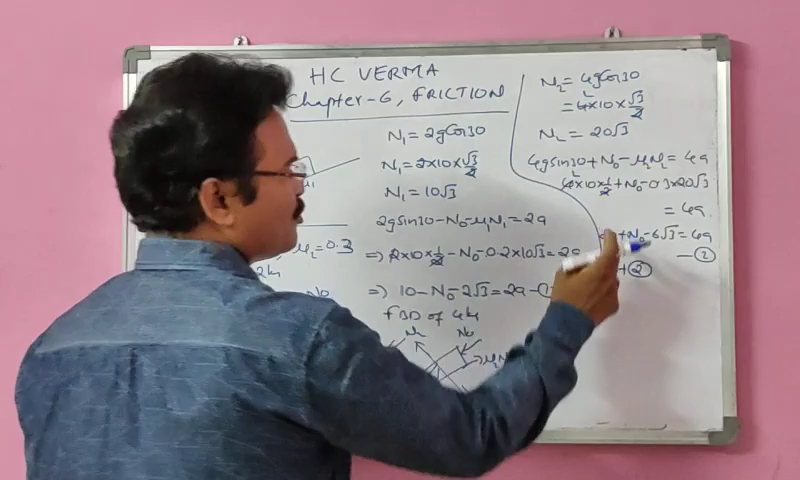 HC VERMA
Chapter-6, FRICTION
N₁ = 2gCos30
N₁ = 2×10×√3/2
N₁ = 10√3
2gsin30 - N₀ - μ₁N₁ = 2a
⇒ 2×10×1/2 - N₀ - 0.2×10√3 = 2a
⇒ 10 - N₀ - 2√3 = 2a -
FBD of 4kg
μ₂ = 0.3
2kg
N₂ = 4gCos30
= 4×10×√3/2
N₂ = 20√3
4gsin30 + N₀ - μ₂N₂ = 4a
4×10×1/2 + N₀ - 0.3×20√3
= 4a.
+ N₀ - 6√3 = 4a
- ②
+ ②